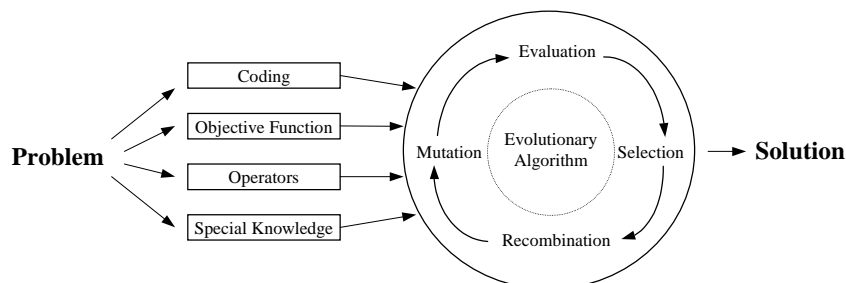 Problem
Coding
Objective Function
Operators
Special Knowledge
Evaluation
Mutation
Evolutionary
Algorithm
Selection
Recombination
Solution